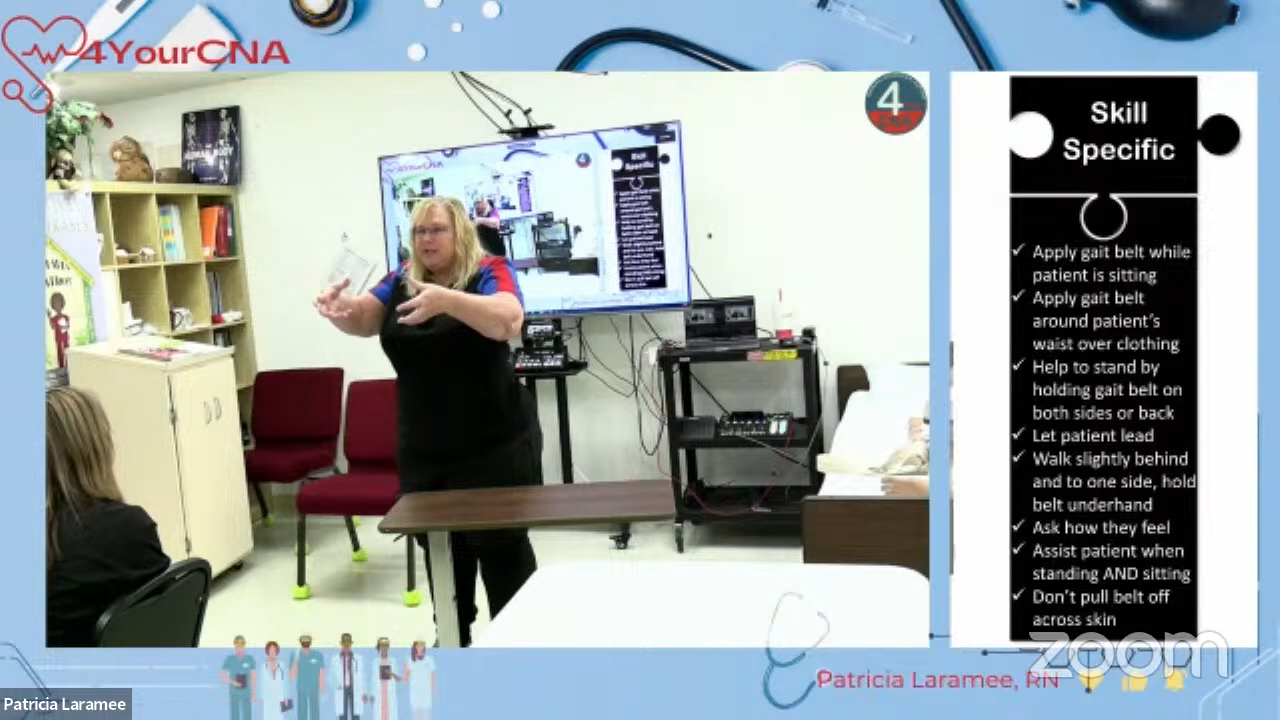 4YourCNA
4
CNA
Skill
Specific
✓ Apply gait belt while
patient is sitting
✓ Apply gait belt
around patient's
waist over clothing
✓ Help to stand by
holding gait belt on
both sides or back
✓ Let patient lead
✓ Walk slightly behind
and to one side, hold
belt underhand
✓ Ask how they feel
✓ Assist patient when
standing AND sitting
✓ Don't pull belt off
across skin
zoom
Patricia Laramee, RN
Patricia Laramee